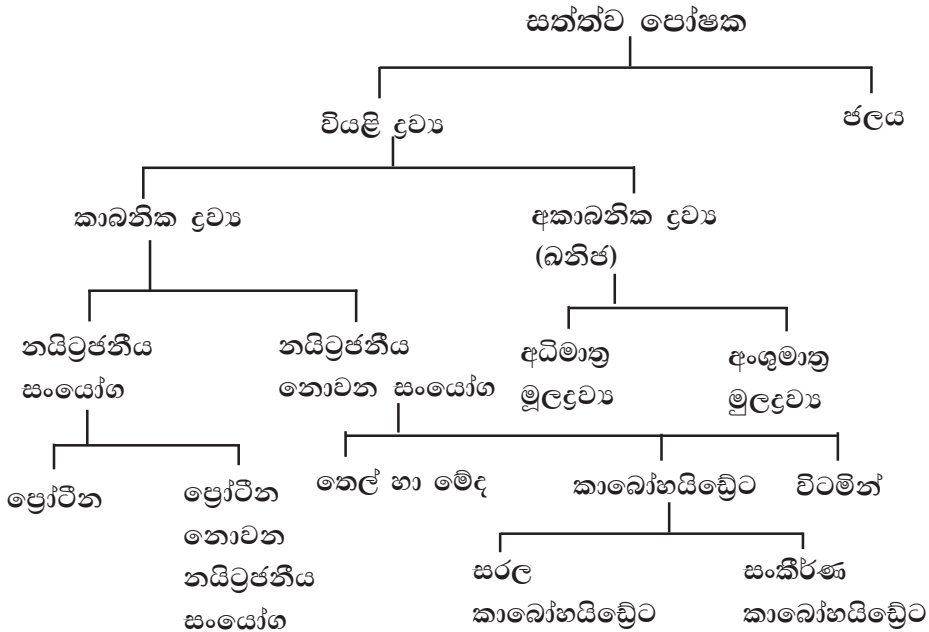 සත්ත්ව පෝෂක
වියළි ද්‍රව්‍ය
ජලය
කාබනික ද්‍රව්‍ය
අකාබනික ද්‍රව්‍ය
(ඛනිජ)
නයිට්‍රජනීය
සංයෝග
නයිට්‍රජනීය
නොවන සංයෝග
අධිමාත්‍ර
මූලද්‍රව්‍ය
අංශුමාත්‍ර
මුලද්‍රව්‍ය
ප්‍රෝටීන
ප්‍රෝටීන
නොවන
නයිට්‍රජනීය
සංයෝග
තෙල් හා මේද
කාබෝහයිඩ්‍රේට
විටමින්
සරල
කාබෝහයිඩ්‍රේට
සංකීර්ණ
කාබෝහයිඩ්‍රේට